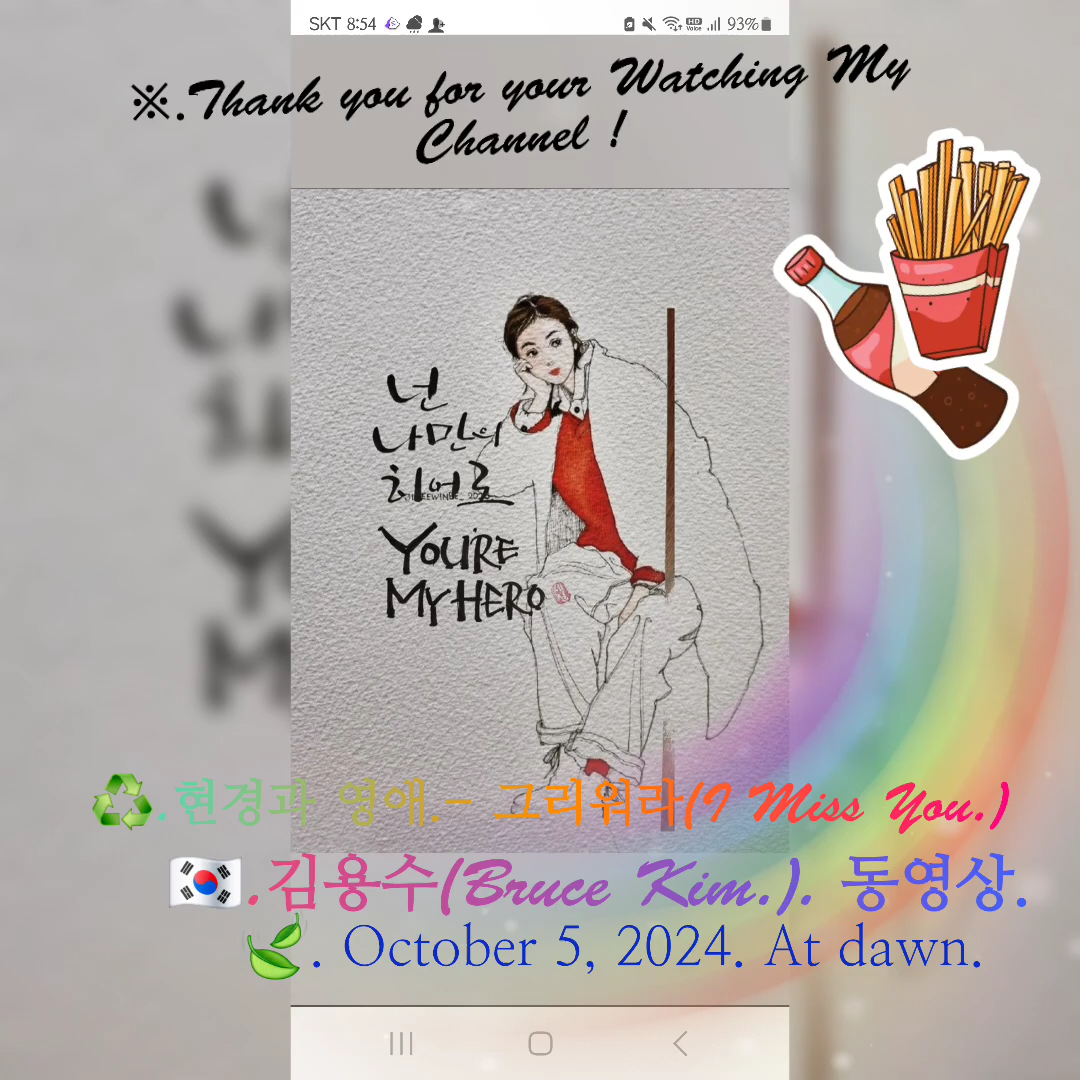 SKT 8:54 HD Voice 93%
※.Thank you for your Watching My
Channel !
넌
나만의
히어로
YOU'RE
MY HERO
♻️.현경과 영애.- 그리워라(I Miss You.)
🇰🇷.김용수(Bruce Kim.). 동영상.
🍃. October 5, 2024. At dawn.